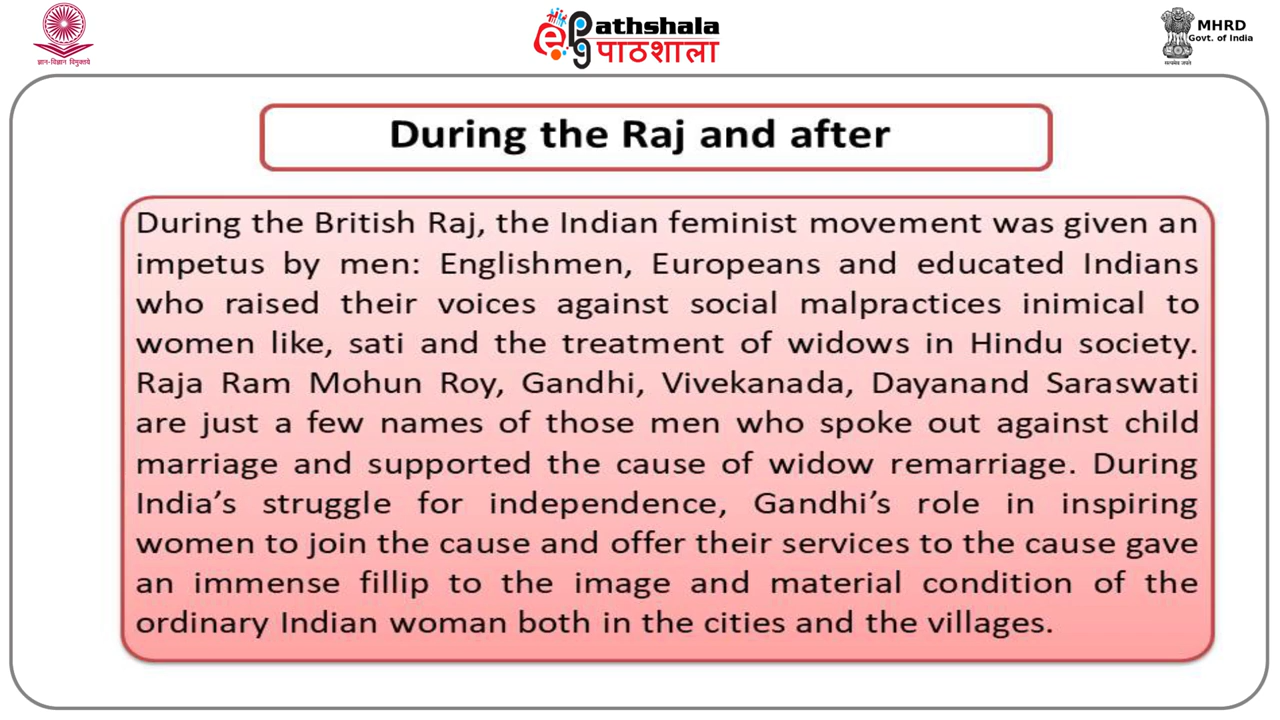 ज्ञान-विज्ञान विमुक्तये
epg
athshala
पाठशाला
MHRD
Govt. of India
सत्यमेव जयते
During the Raj and after
During the British Raj, the Indian feminist movement was given an
impetus by men: Englishmen, Europeans and educated Indians
who raised their voices against social malpractices inimical to
women like, sati and the treatment of widows in Hindu society.
Raja Ram Mohun Roy, Gandhi, Vivekanada, Dayanand Saraswati
are just a few names of those men who spoke out against child
marriage and supported the cause of widow remarriage. During
India’s struggle for independence, Gandhi’s role in inspiring
women to join the cause and offer their services to the cause gave
an immense fillip to the image and material condition of the
ordinary Indian woman both in the cities and the villages.